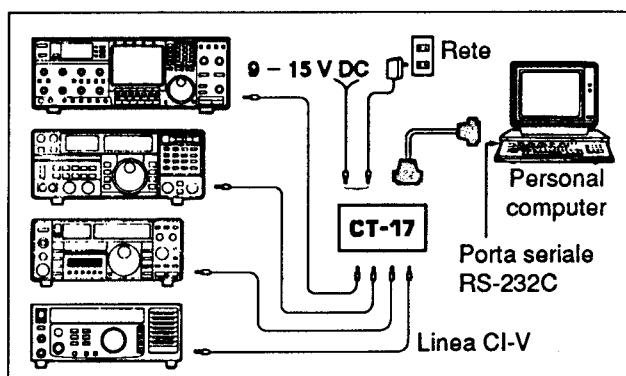 9 – 15 V DC
Rete
CT-17
Personal
computer
Porta seriale
RS-232C
Linea CI-V